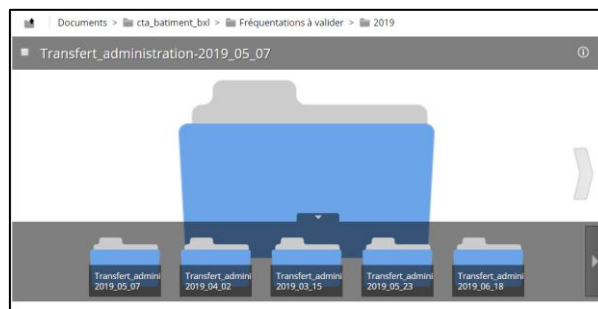 Documents > cta_batiment_bxl > Fréquentations à valider > 2019
Transfert_administration-2019_05_07
Transfert_admini
2019_05_07
Transfert_admini
2019_04_02
Transfert_admini
2019_03_15
Transfert_admini
2019_05_23
Transfert_admini
2019_06_18